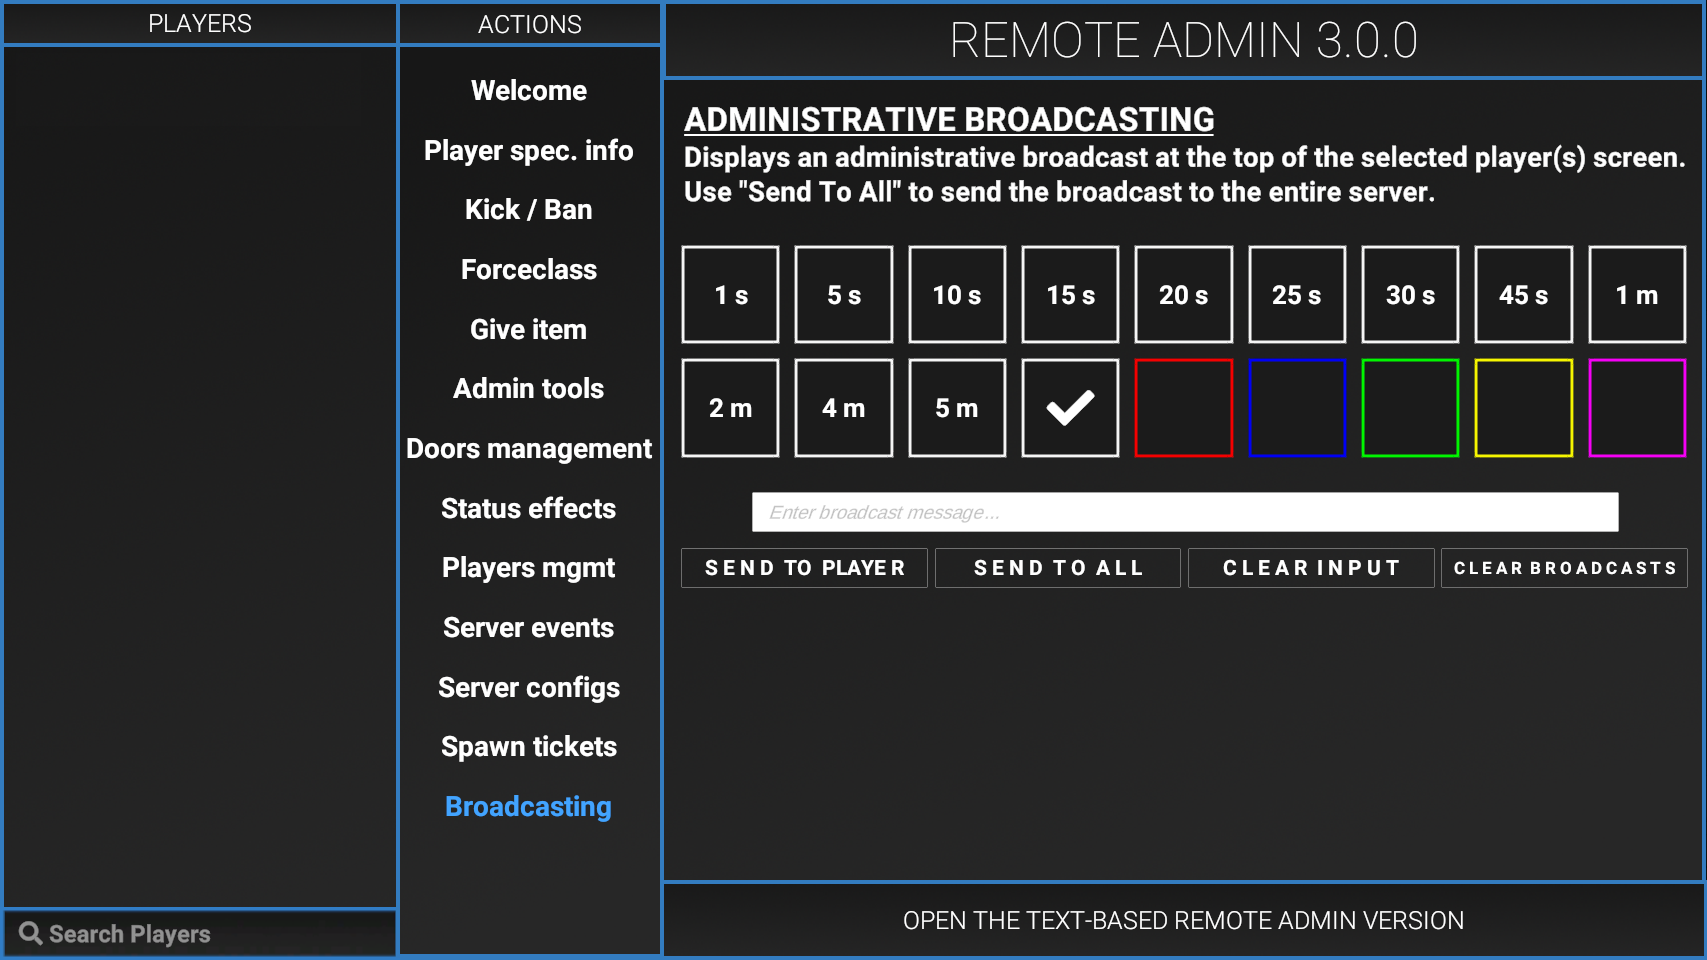 PLAYERS
Search Players
ACTIONS
Welcome
Player spec. info
Kick / Ban
Forceclass
Give item
Admin tools
Doors management
Status effects
Players mgmt
Server events
Server configs
Spawn tickets
Broadcasting
REMOTE ADMIN 3.0.0
ADMINISTRATIVE BROADCASTING
Displays an administrative broadcast at the top of the selected player(s) screen.
Use "Send To All" to send the broadcast to the entire server.
1 s 5 s 10 s 15 s 20 s 25 s 30 s 45 s 1 m
2 m 4 m 5 m
Enter broadcast message...
SEND TO PLAYER SEND TO ALL CLEAR INPUT CLEAR BROADCASTS
OPEN THE TEXT-BASED REMOTE ADMIN VERSION